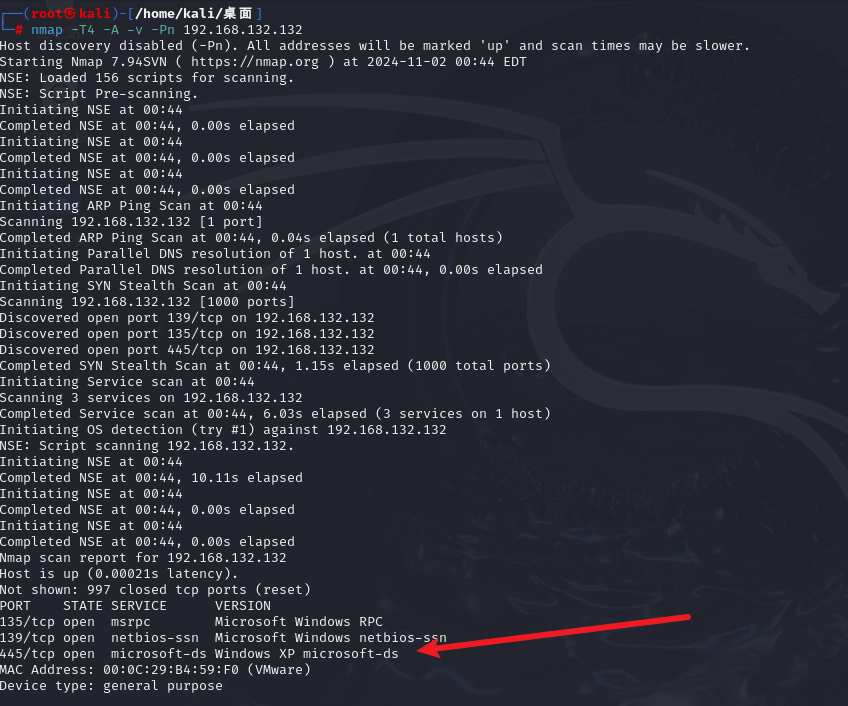 ┌──(root㉿kali)-[/home/kali/桌面]
└─# nmap -T4 -A -v -Pn 192.168.132.132
Host discovery disabled (-Pn). All addresses will be marked 'up' and scan times may be slower.
Starting Nmap 7.94SVN ( https://nmap.org ) at 2024-11-02 00:44 EDT
NSE: Loaded 156 scripts for scanning.
NSE: Script Pre-scanning.
Initiating NSE at 00:44
Completed NSE at 00:44, 0.00s elapsed
Initiating NSE at 00:44
Completed NSE at 00:44, 0.00s elapsed
Initiating NSE at 00:44
Completed NSE at 00:44, 0.00s elapsed
Initiating ARP Ping Scan at 00:44
Scanning 192.168.132.132 [1 port]
Completed ARP Ping Scan at 00:44, 0.04s elapsed (1 total hosts)
Initiating Parallel DNS resolution of 1 host. at 00:44
Completed Parallel DNS resolution of 1 host. at 00:44, 0.00s elapsed
Initiating SYN Stealth Scan at 00:44
Scanning 192.168.132.132 [1000 ports]
Discovered open port 139/tcp on 192.168.132.132
Discovered open port 135/tcp on 192.168.132.132
Discovered open port 445/tcp on 192.168.132.132
Completed SYN Stealth Scan at 00:44, 1.15s elapsed (1000 total ports)
Initiating Service scan at 00:44
Scanning 3 services on 192.168.132.132
Completed Service scan at 00:44, 6.03s elapsed (3 services on 1 host)
Initiating OS detection (try #1) against 192.168.132.132
NSE: Script scanning 192.168.132.132.
Initiating NSE at 00:44
Completed NSE at 00:44, 10.11s elapsed
Initiating NSE at 00:44
Completed NSE at 00:44, 0.00s elapsed
Initiating NSE at 00:44
Completed NSE at 00:44, 0.00s elapsed
Nmap scan report for 192.168.132.132
Host is up (0.00021s latency).
Not shown: 997 closed tcp ports (reset)
PORT    STATE SERVICE      VERSION
135/tcp open  msrpc        Microsoft Windows RPC
139/tcp open  netbios-ssn  Microsoft Windows netbios-ssn
445/tcp open  microsoft-ds Windows XP microsoft-ds
MAC Address: 00:0C:29:B4:59:F0 (VMware)
Device type: general purpose